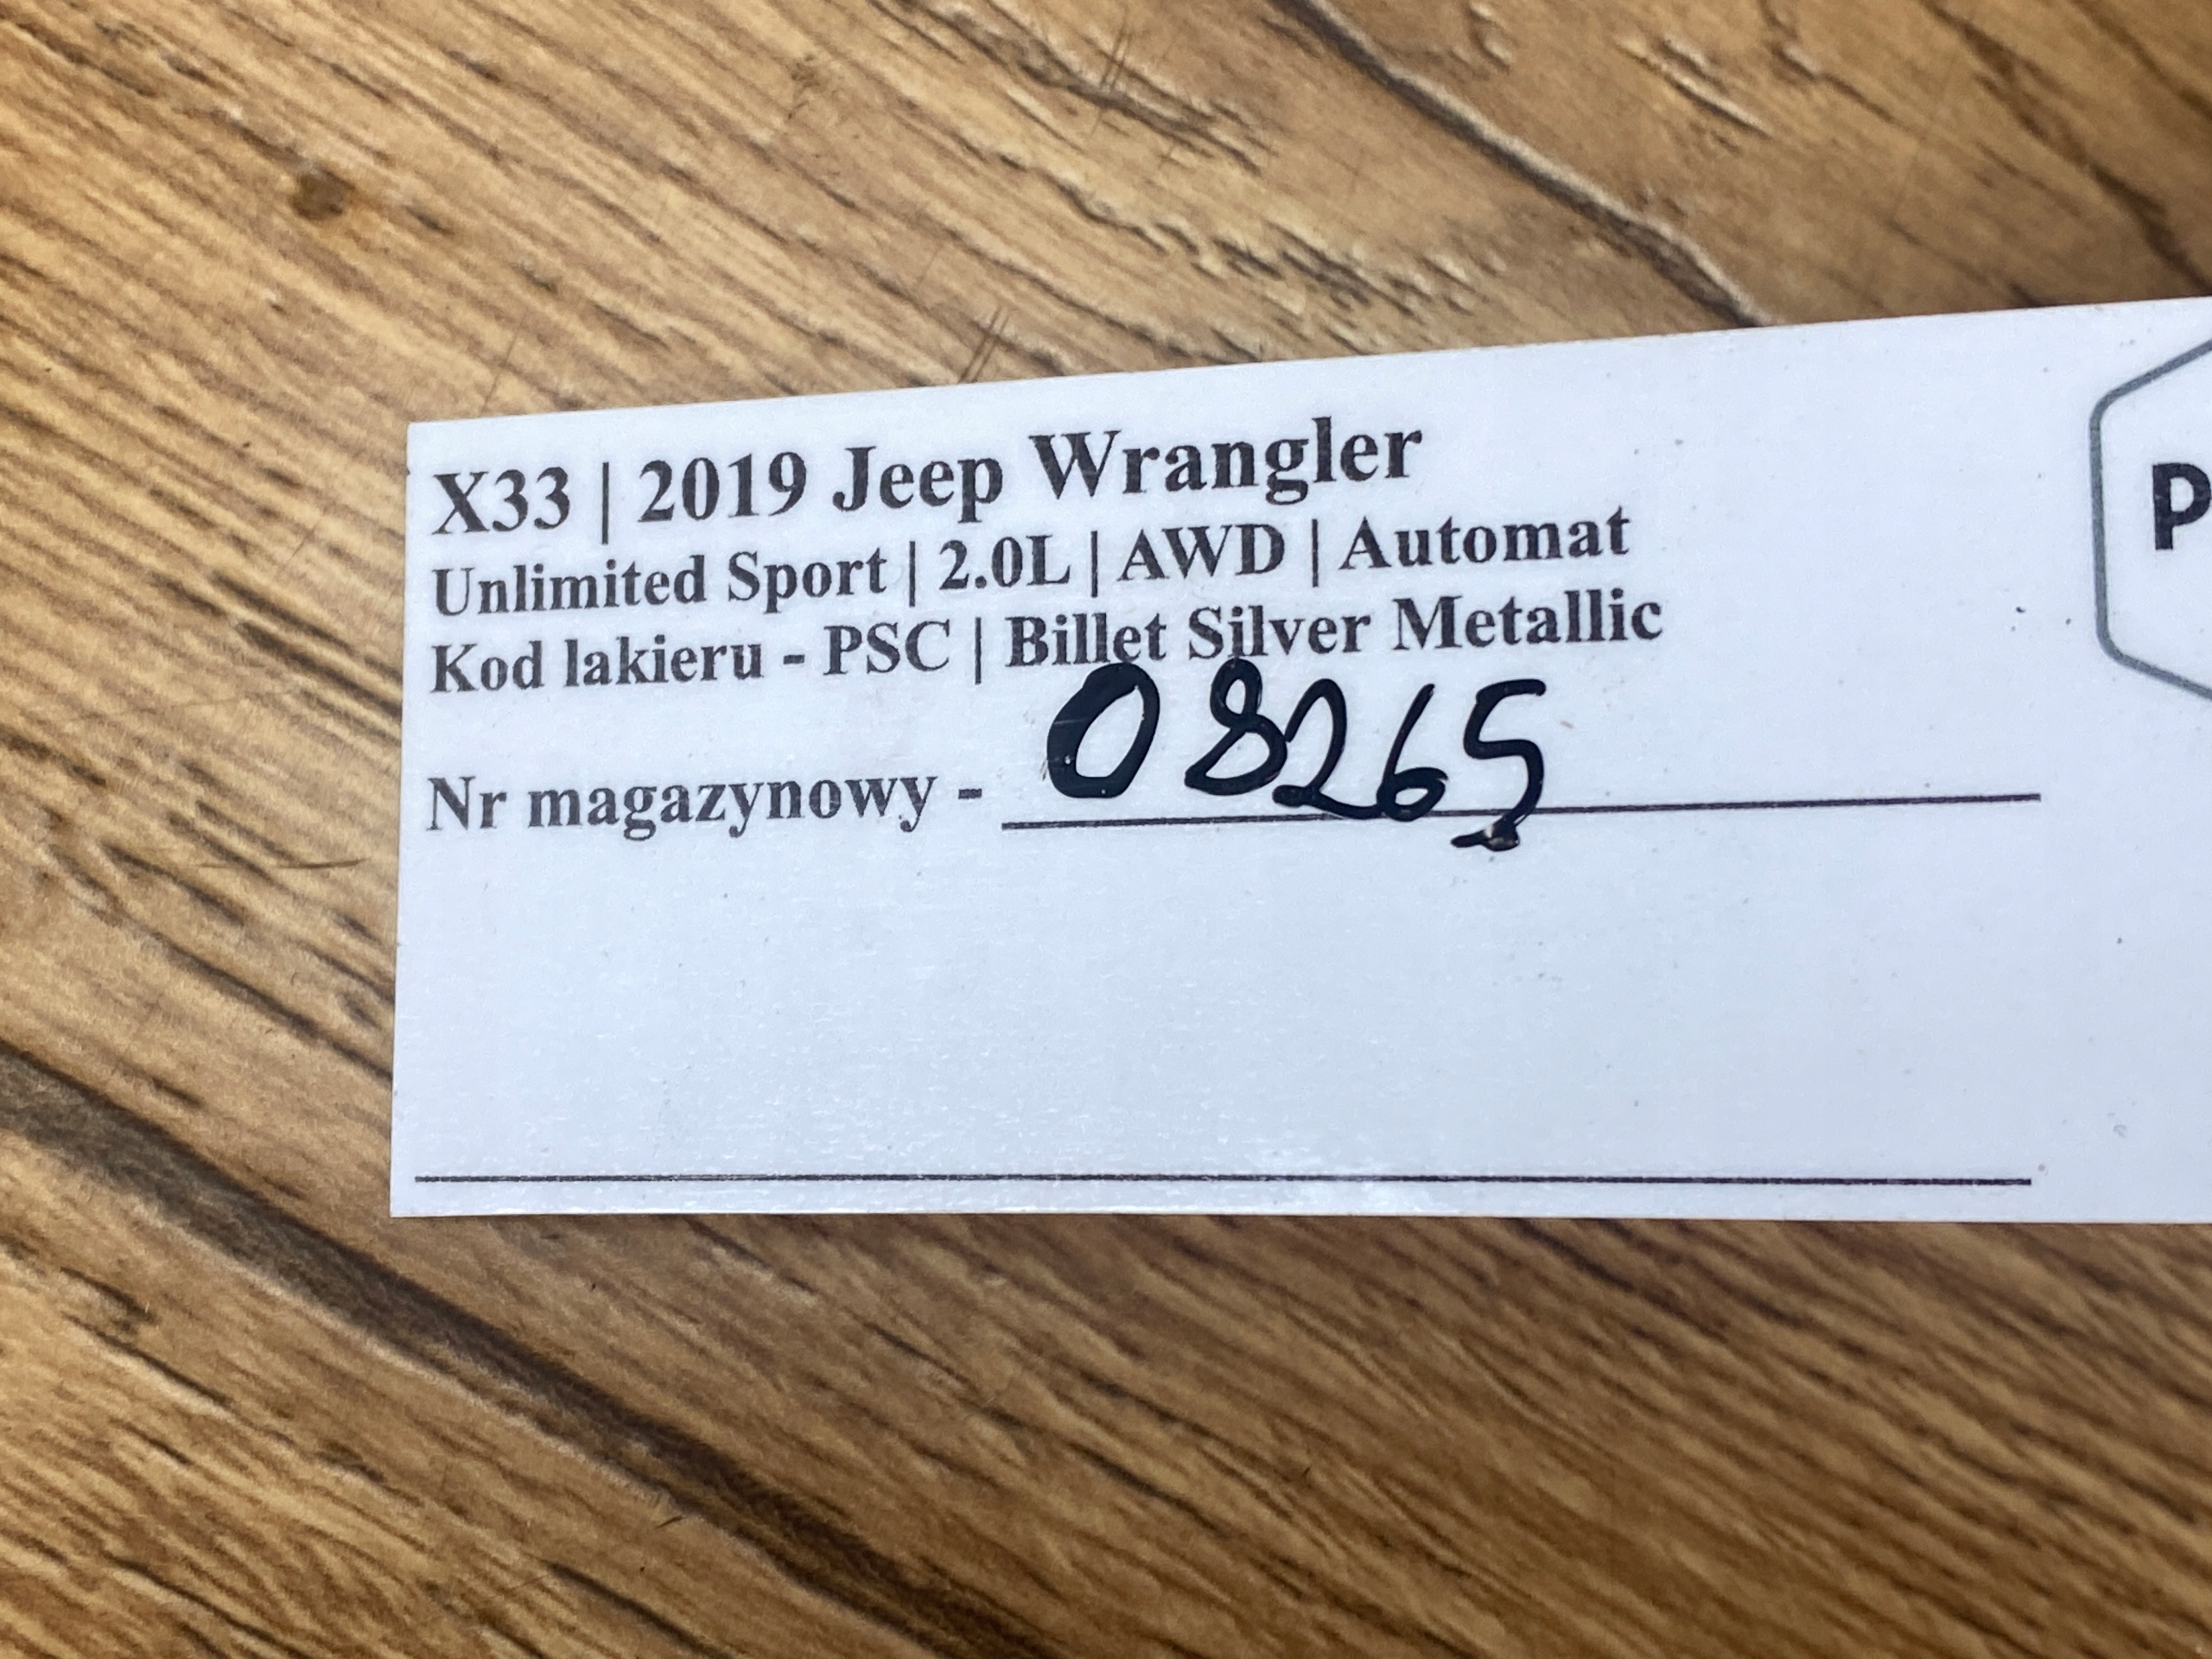 X33 | 2019 Jeep Wrangler
Unlimited Sport | 2.0L | AWD | Automat
Kod lakieru - PSC | Billet Silver Metallic
Nr magazynowy - 08265
P